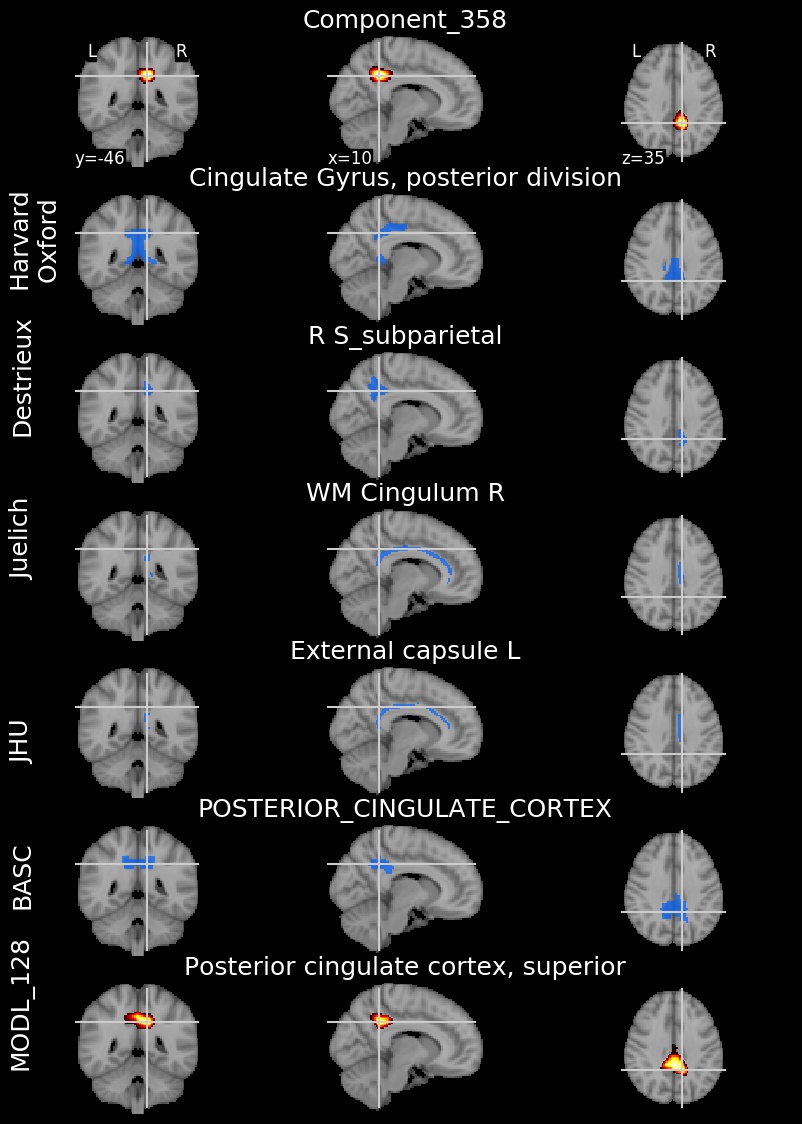 Component_358
L R L R
y=-46 x=10 z=35
Cingulate Gyrus, posterior division
Harvard
Oxford
R S_subparietal
Destrieux
WM Cingulum R
Juelich
External capsule L
JHU
POSTERIOR_CINGULATE_CORTEX
BASC
Posterior cingulate cortex, superior
MODL_128